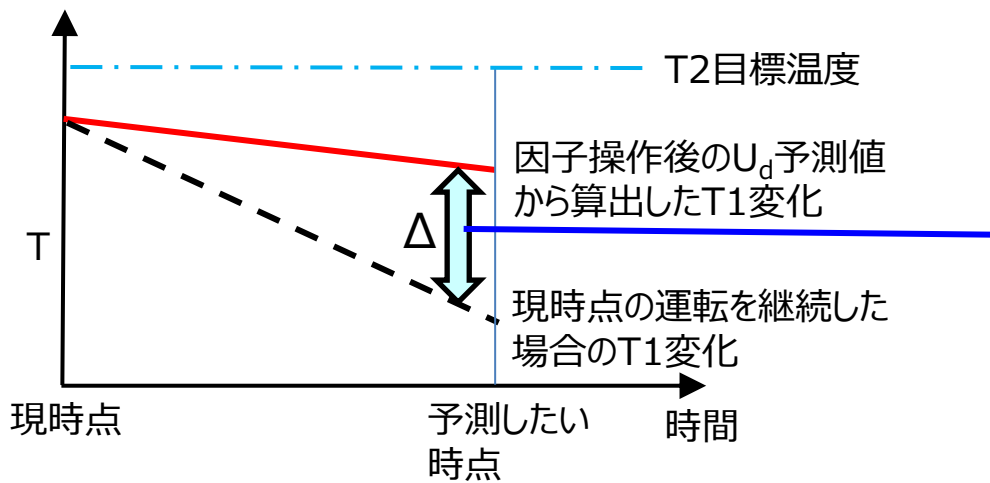 T2目標温度
因子操作後のUd予測値
から算出したT1変化
Δ
T
現時点の運転を継続した
場合のT1変化
現時点
予測したい
時点
時間